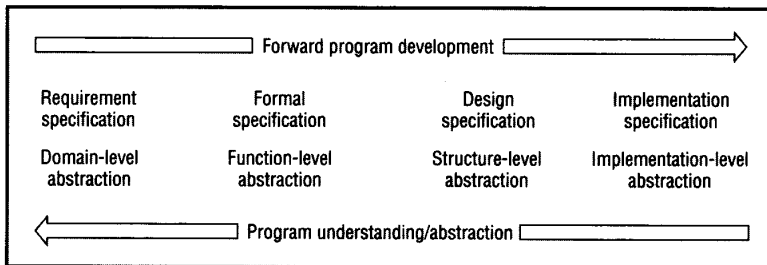 Forward program development
Requirement specification
Formal specification
Design specification
Implementation specification
Domain-level abstraction
Function-level abstraction
Structure-level abstraction
Implementation-level abstraction
Program understanding/abstraction